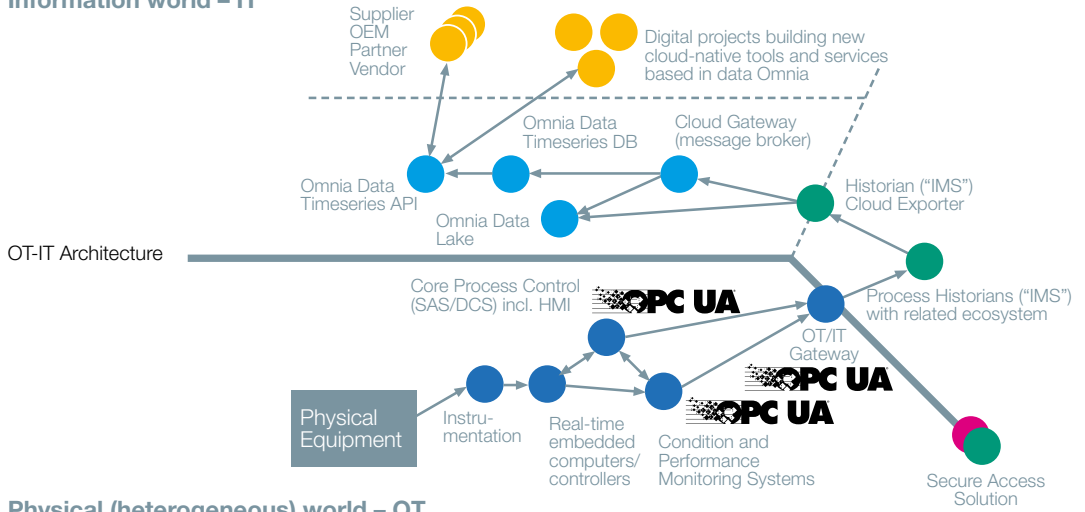 Information world – IT
Supplier
OEM
Partner
Vendor
Digital projects building new
cloud-native tools and services
based in data Omnia
Omnia Data
Timeseries DB
Cloud Gateway
(message broker)
Omnia Data
Timeseries API
Omnia Data
Lake
Historian (“IMS”)
Cloud Exporter
OT-IT Architecture
Core Process Control
(SAS/DCS) incl. HMI
OPC UA
Process Historians (“IMS”)
with related ecosystem
OT/IT
Gateway
OPC UA
OPC UA
Physical
Equipment
Instru-
mentation
Real-time
embedded
computers/
controllers
Condition and
Performance
Monitoring Systems
Secure Access
Solution
Physical (heterogeneous) world – OT